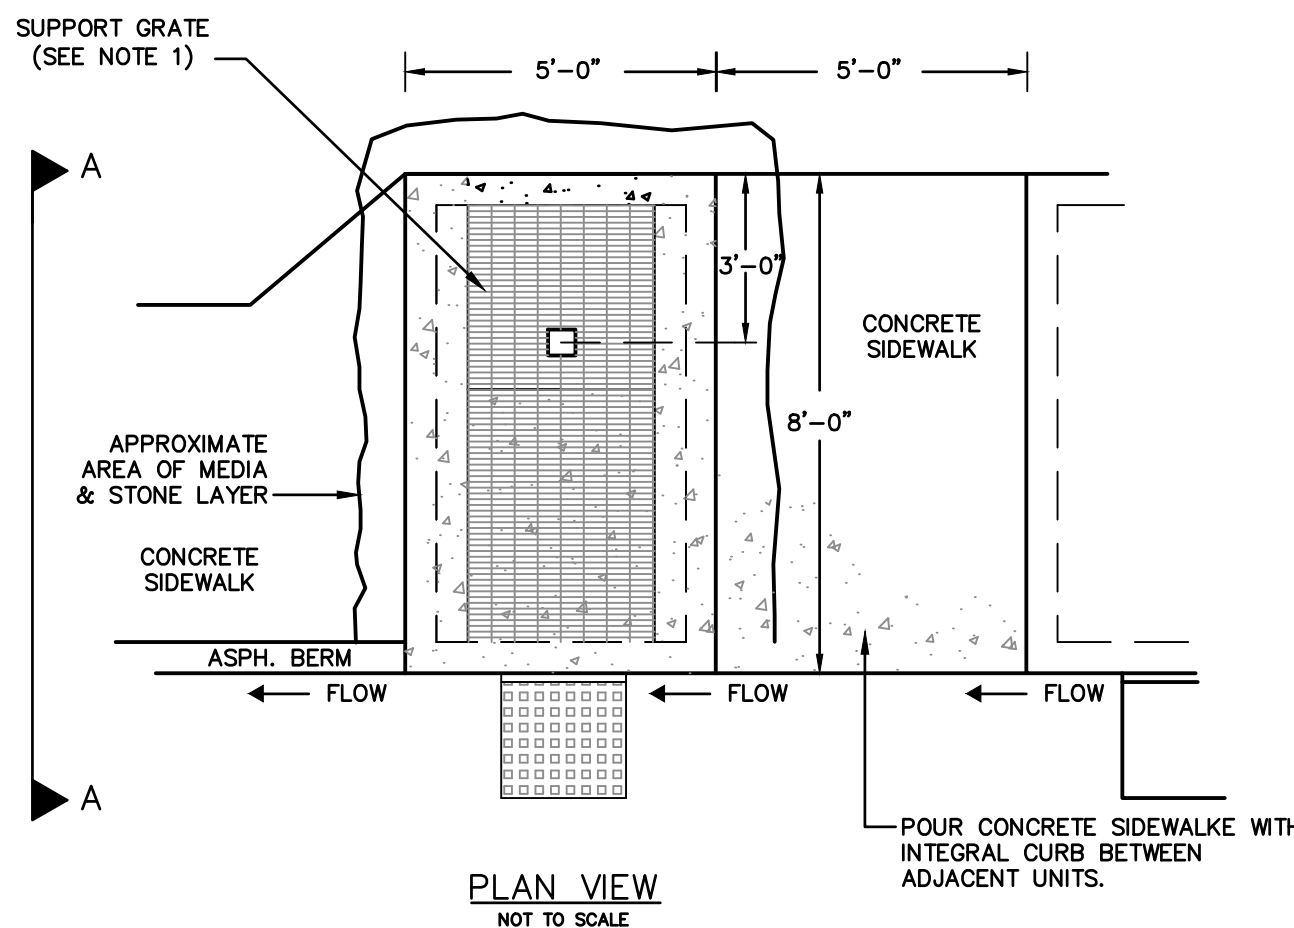 SUPPORT GRATE
(SEE NOTE 1)
5'-0"
5'-0"
A
3'-0"
CONCRETE
SIDEWALK
8'-0"
APPROXIMATE
AREA OF MEDIA
& STONE LAYER
CONCRETE
SIDEWALK
ASPH. BERM
FLOW
FLOW
FLOW
A
POUR CONCRETE SIDEWALKE WITH
INTEGRAL CURB BETWEEN
ADJACENT UNITS.
PLAN VIEW
NOT TO SCALE